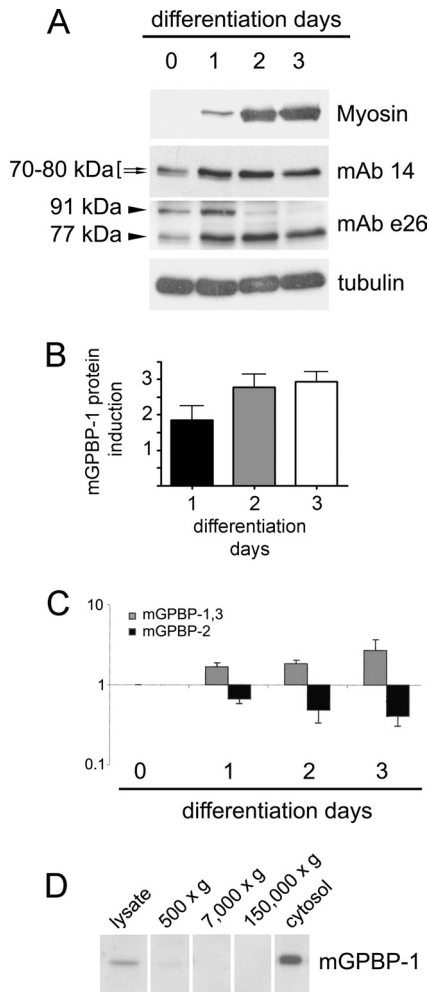 A
differentiation days
0 1 2 3
Myosin
70-80 kDa[
mAb 14
91 kDa
77 kDa
mAb e26
tubulin
B
mGPBP-1 protein
induction
3
2
1
1 2 3
differentiation
days
C
10
1
0.1
mGPBP-1,3
mGPBP-2
0 1 2 3
differentiation days
D
lysate
500 x g
7,000 x g
150,000 x g
cytosol
mGPBP-1